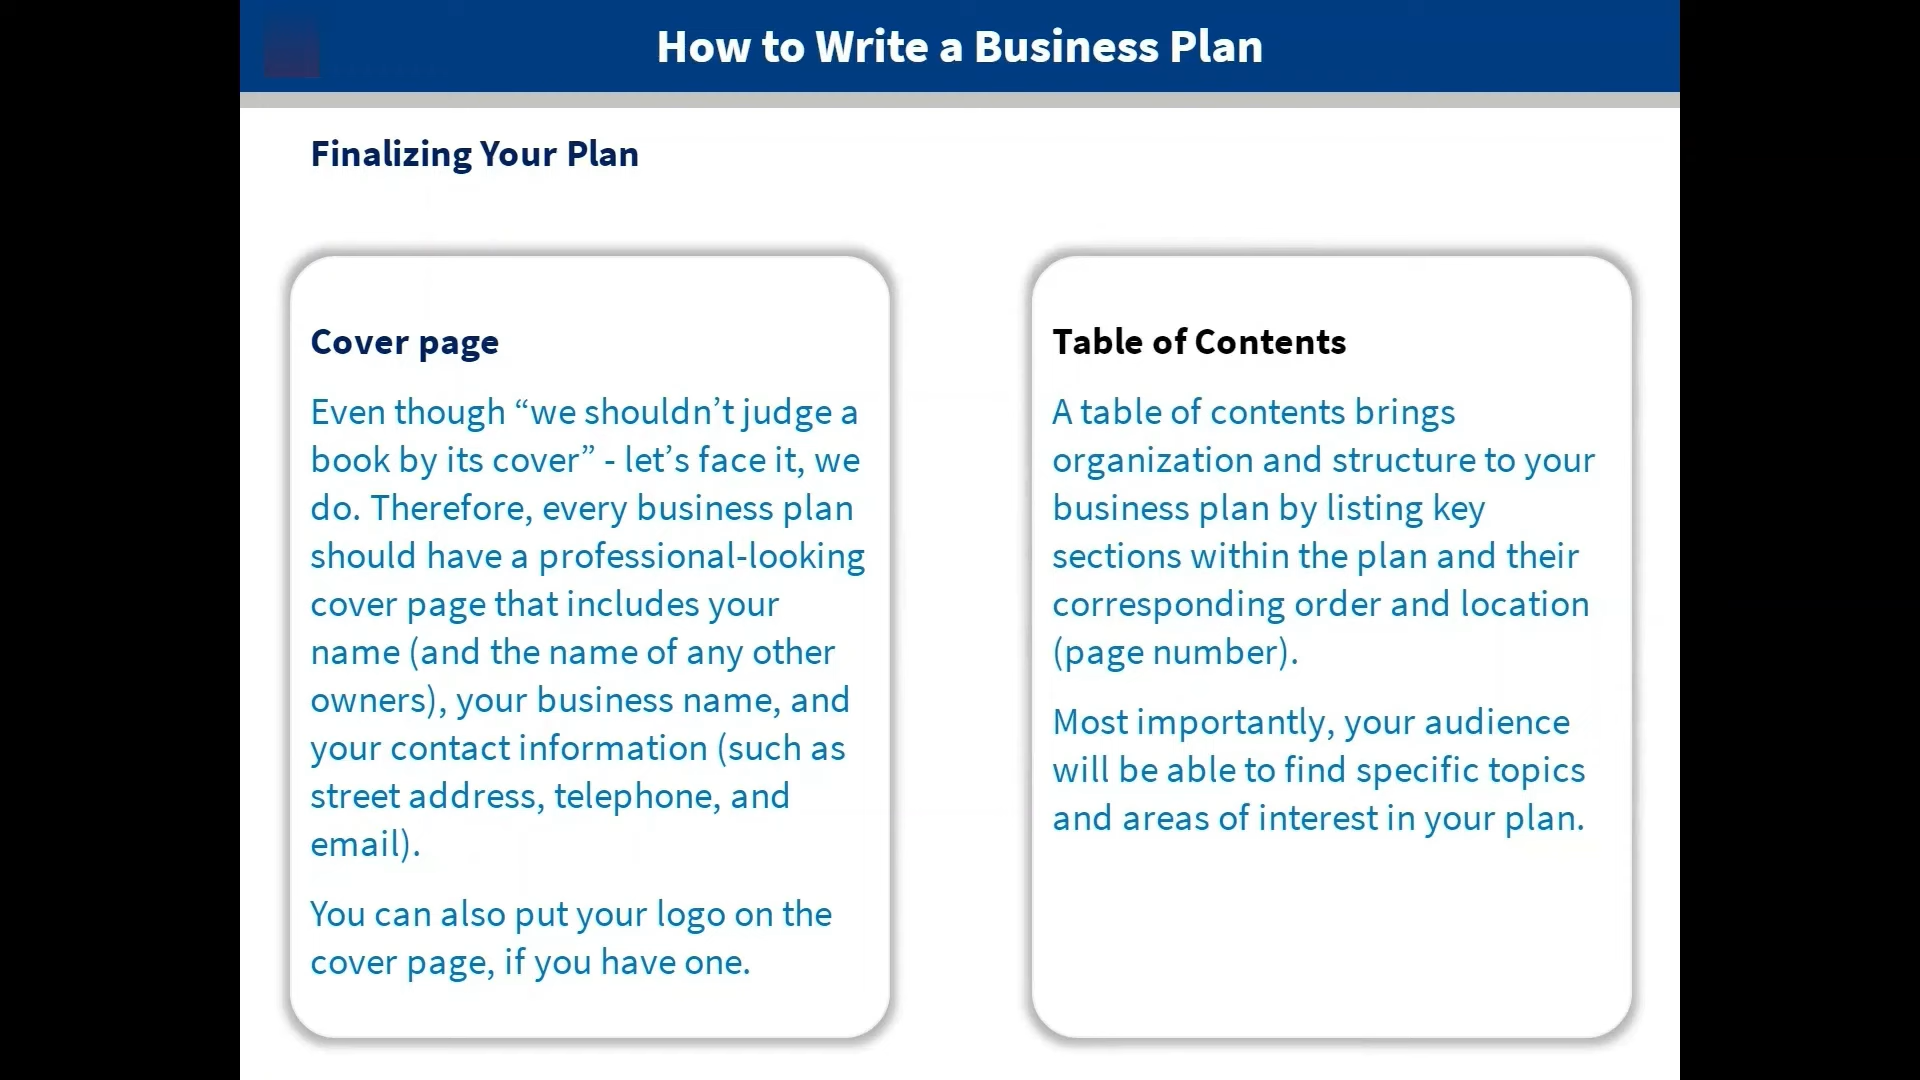 How to Write a Business Plan
Finalizing Your Plan
Cover page
Even though “we shouldn’t judge a
book by its cover” - let’s face it, we
do. Therefore, every business plan
should have a professional-looking
cover page that includes your
name (and the name of any other
owners), your business name, and
your contact information (such as
street address, telephone, and
email).
You can also put your logo on the
cover page, if you have one.
Table of Contents
A table of contents brings
organization and structure to your
business plan by listing key
sections within the plan and their
corresponding order and location
(page number).
Most importantly, your audience
will be able to find specific topics
and areas of interest in your plan.